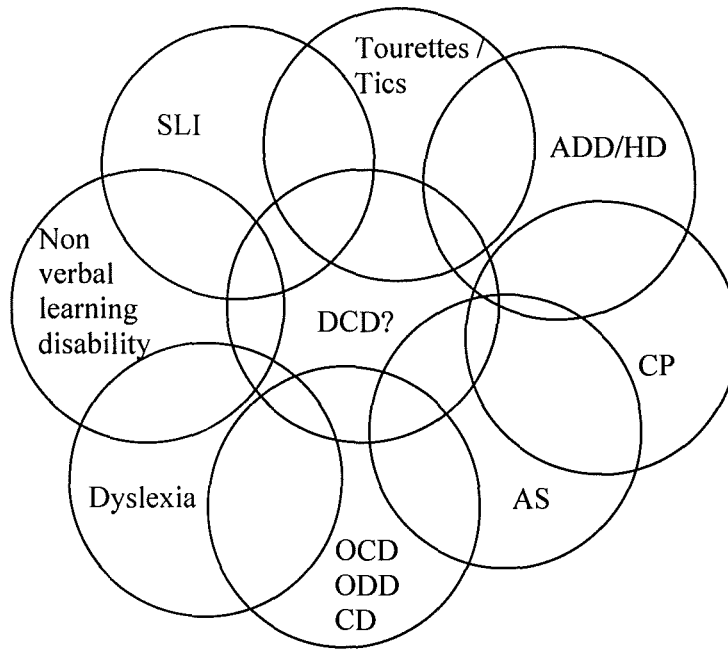 Tourettes /
Tics
SLI
ADD/HD
Non
verbal
learning
disability
DCD?
CP
Dyslexia
AS
OCD
ODD
CD